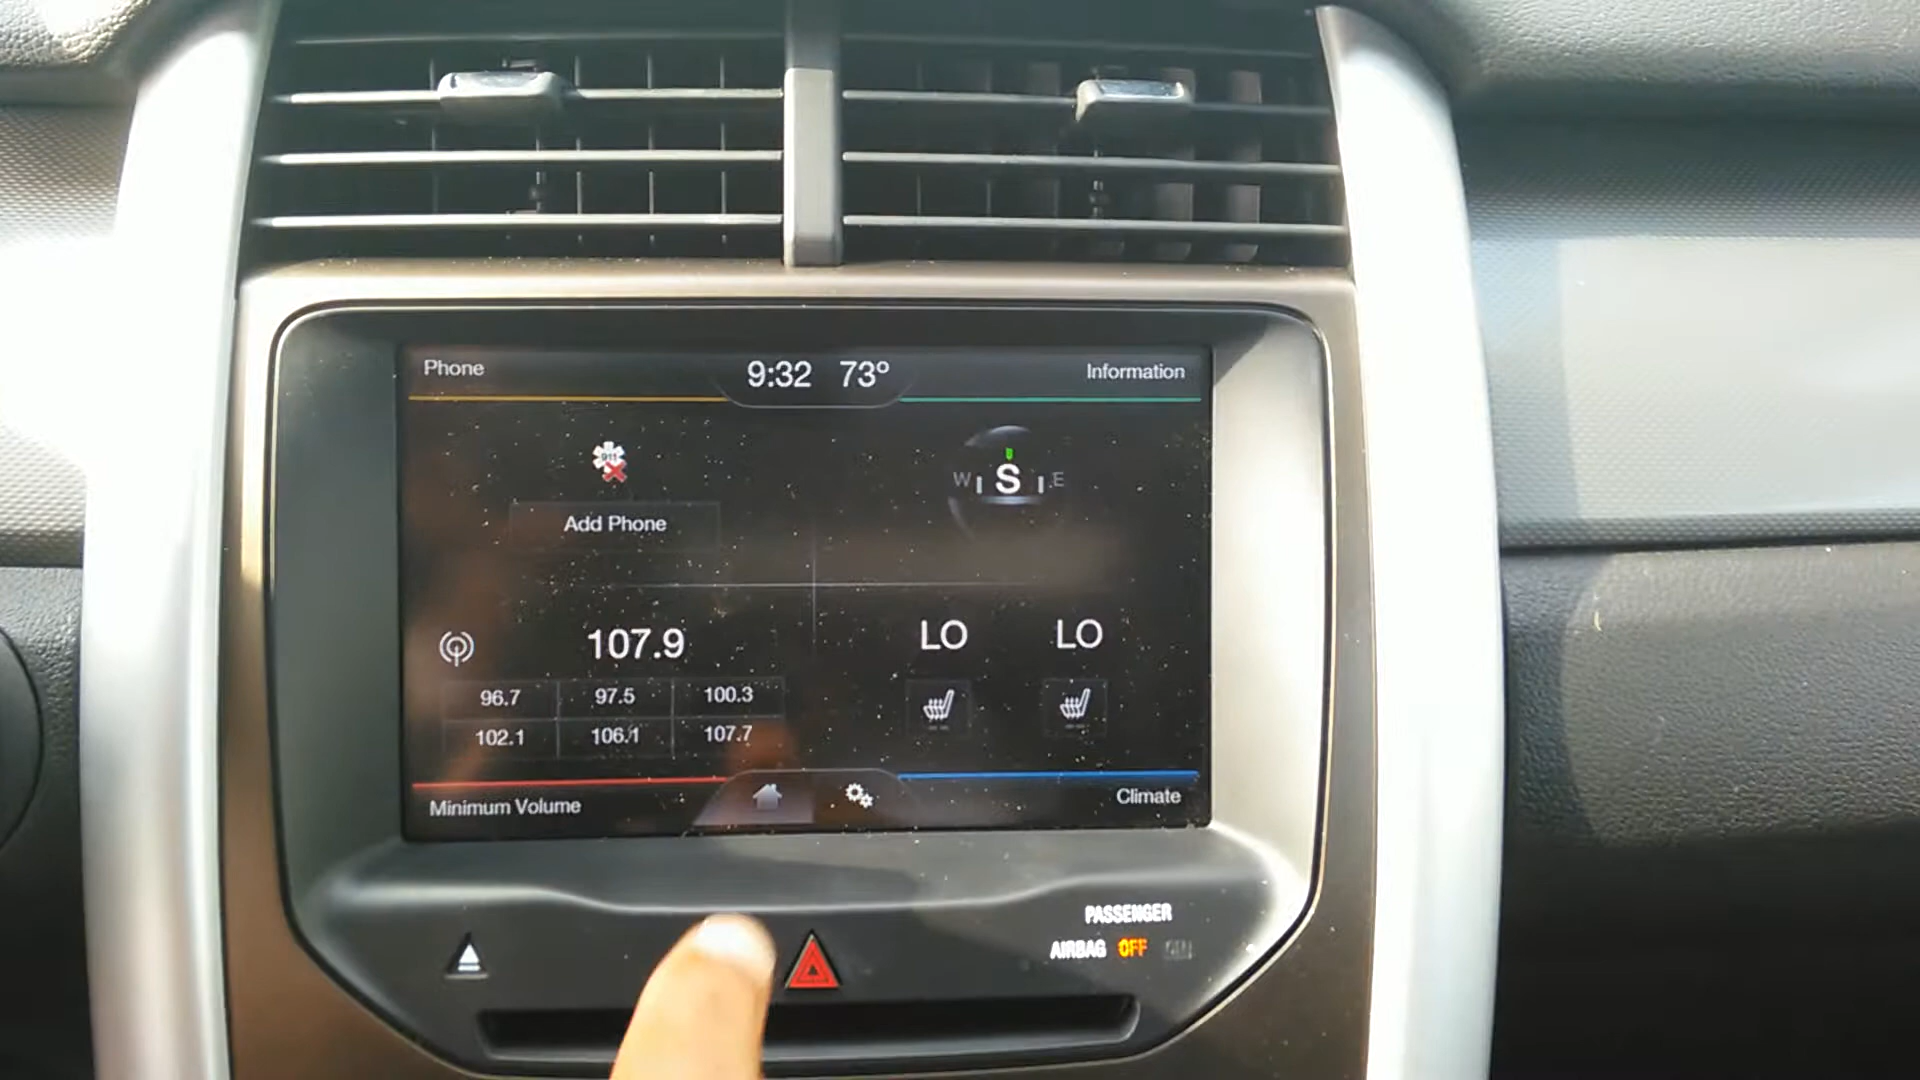 Phone
9:32 73°
Information
911
W S E
Add Phone
107.9
LO LO
96.7 97.5 100.3
102.1 106.1 107.7
Minimum Volume
Climate
PASSENGER
AIRBAG OFF